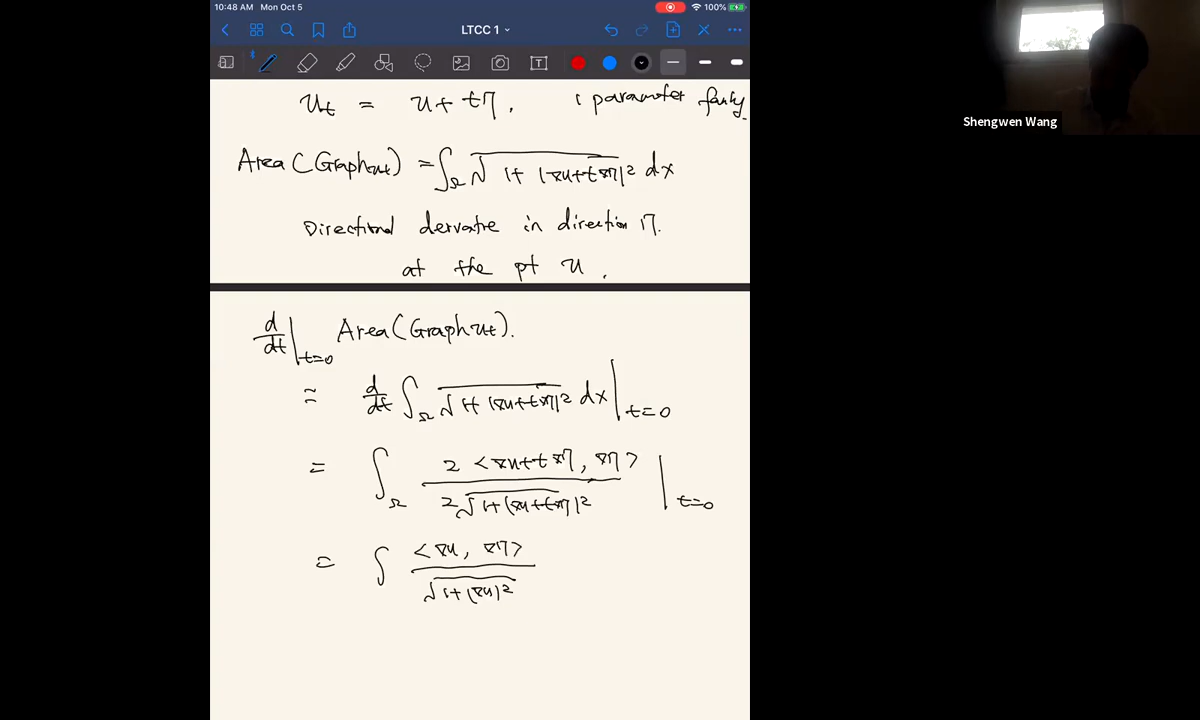 10:48 AM Mon Oct 5
100%
LTCC 1
u_t = u + tη, 1 parameter family.
Area(Graph u_t) = ∫_Ω √(1+|∇u+t∇η|²) dx
Directional dervatre in direction η.
at the pt u.
d/dt|_{t=0} Area(Graph u_t).
= d/dt ∫_Ω √(1+|∇u+t∇η|²) dx |_{t=0}
= ∫_Ω 2<∇u+t∇η, ∇η> / 2√(1+|∇u+t∇η|²) |_{t=0}
= ∫ <∇u, ∇η> / √(1+|∇u|²)
Shengwen Wang